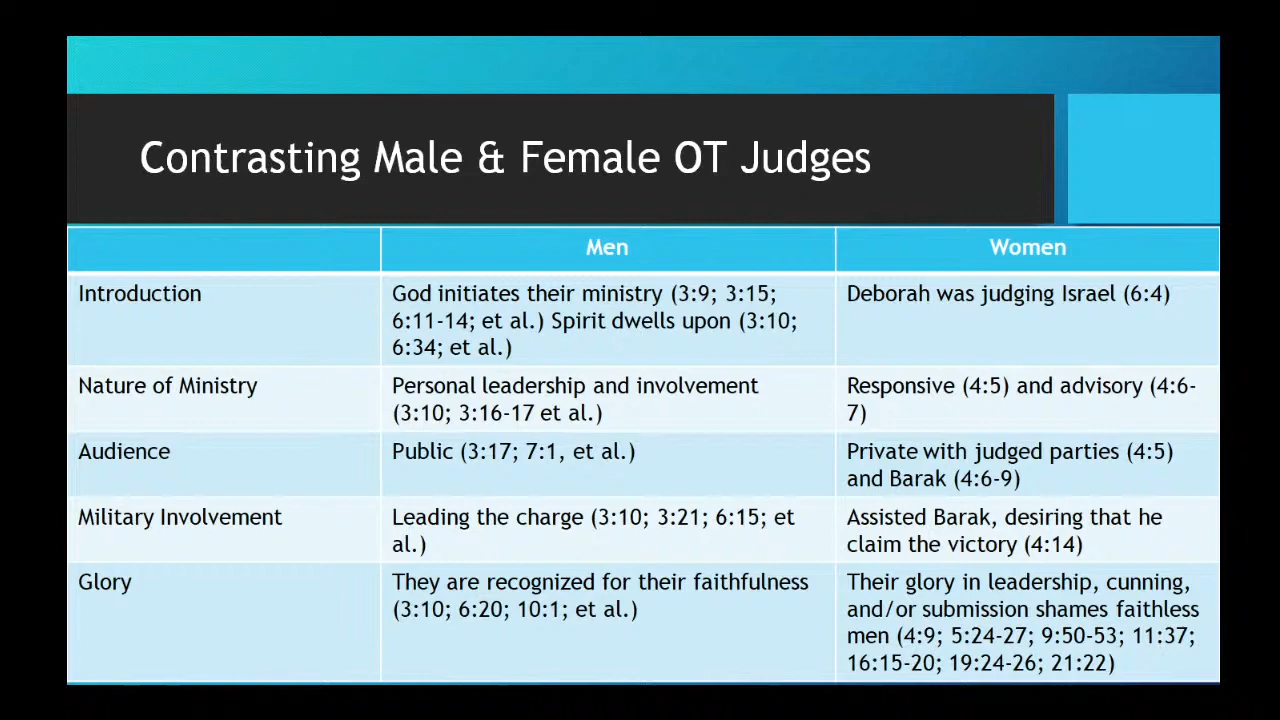 Contrasting Male & Female OT Judges
Men
Women
Introduction
God initiates their ministry (3:9; 3:15;
6:11-14; et al.) Spirit dwells upon (3:10;
6:34; et al.)
Deborah was judging Israel (6:4)
Nature of Ministry
Personal leadership and involvement
(3:10; 3:16-17 et al.)
Responsive (4:5) and advisory (4:6-
7)
Audience
Public (3:17; 7:1, et al.)
Private with judged parties (4:5)
and Barak (4:6-9)
Military Involvement
Leading the charge (3:10; 3:21; 6:15; et
al.)
Assisted Barak, desiring that he
claim the victory (4:14)
Glory
They are recognized for their faithfulness
(3:10; 6:20; 10:1; et al.)
Their glory in leadership, cunning,
and/or submission shames faithless
men (4:9; 5:24-27; 9:50-53; 11:37;
16:15-20; 19:24-26; 21:22)